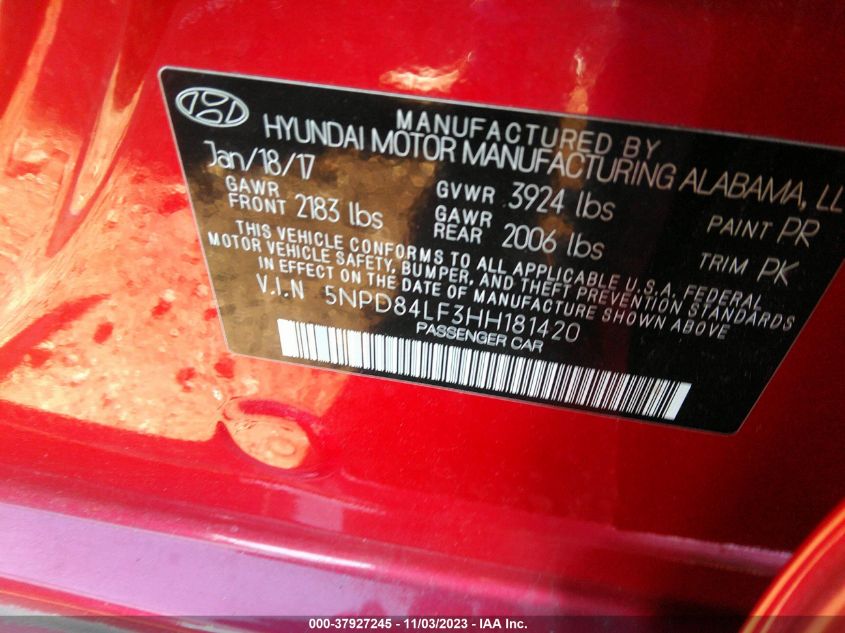 MANUFACTURED BY
HYUNDAI MOTOR MANUFACTURING ALABAMA, LL
Jan/18/17
GAWR FRONT 2183 lbs
GVWR 3924 lbs
GAWR REAR 2006 lbs
PAINT PR
TRIM PK
THIS VEHICLE CONFORMS TO ALL APPLICABLE U.S.A. FEDERAL
MOTOR VEHICLE SAFETY, BUMPER, AND THEFT PREVENTION STANDARDS
IN EFFECT ON THE DATE OF MANUFACTURE SHOWN ABOVE
V.I.N 5NPD84LF3HH181420
PASSENGER CAR
000-37927245 - 11/03/2023 - IAA Inc.